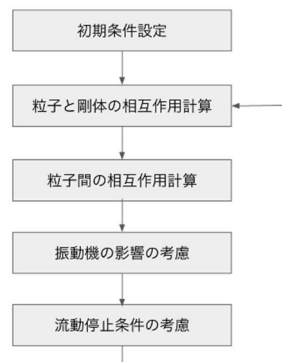 初期条件設定
粒子と剛体の相互作用計算
粒子間の相互作用計算
振動機の影響の考慮
流動停止条件の考慮